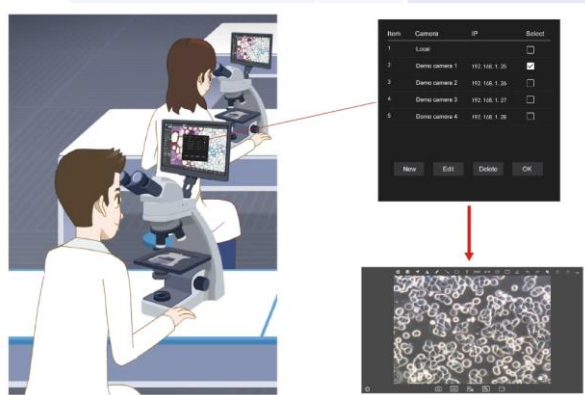 Item Camera IP Select
1 Local
2 Demo camera 1 192.168.1.25
3 Demo camera 2 192.168.1.26
4 Demo camera 3 192.168.1.27
5 Demo camera 4 192.168.1.28
New Edit Delete OK